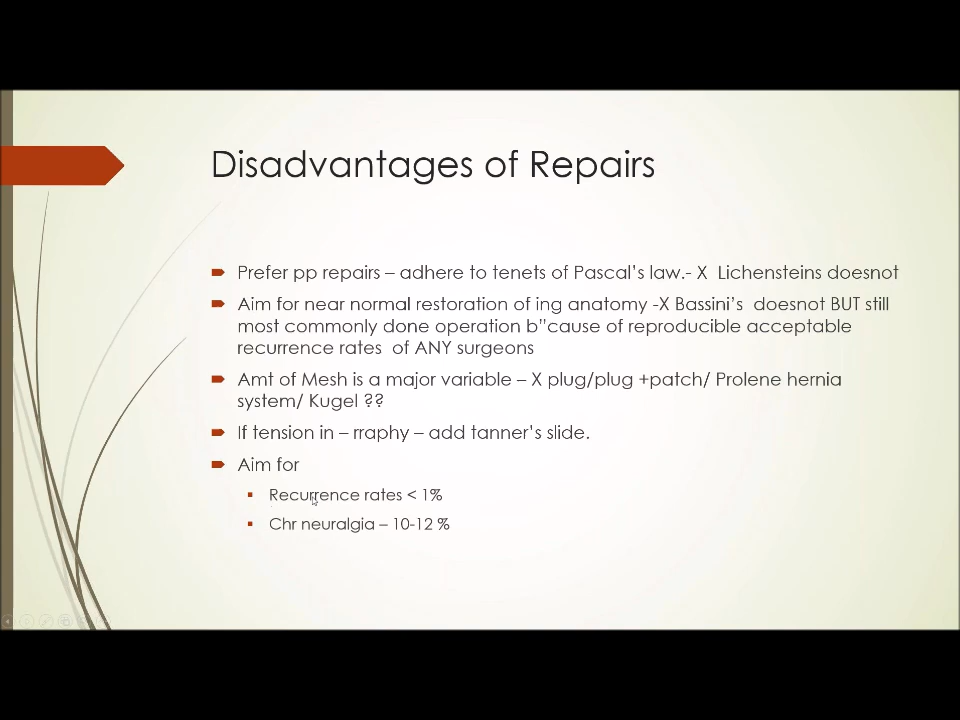 Disadvantages of Repairs
Prefer pp repairs – adhere to tenets of Pascal's law.- X Lichensteins doesnot
Aim for near normal restoration of ing anatomy -X Bassini's doesnot BUT still
most commonly done operation b"cause of reproducible acceptable
recurrence rates of ANY surgeons
Amt of Mesh is a major variable – X plug/plug +patch/ Prolene hernia
system/ Kugel ??
If tension in – rraphy – add tanner's slide.
Aim for
Recurrence rates < 1%
Chr neuralgia – 10-12 %